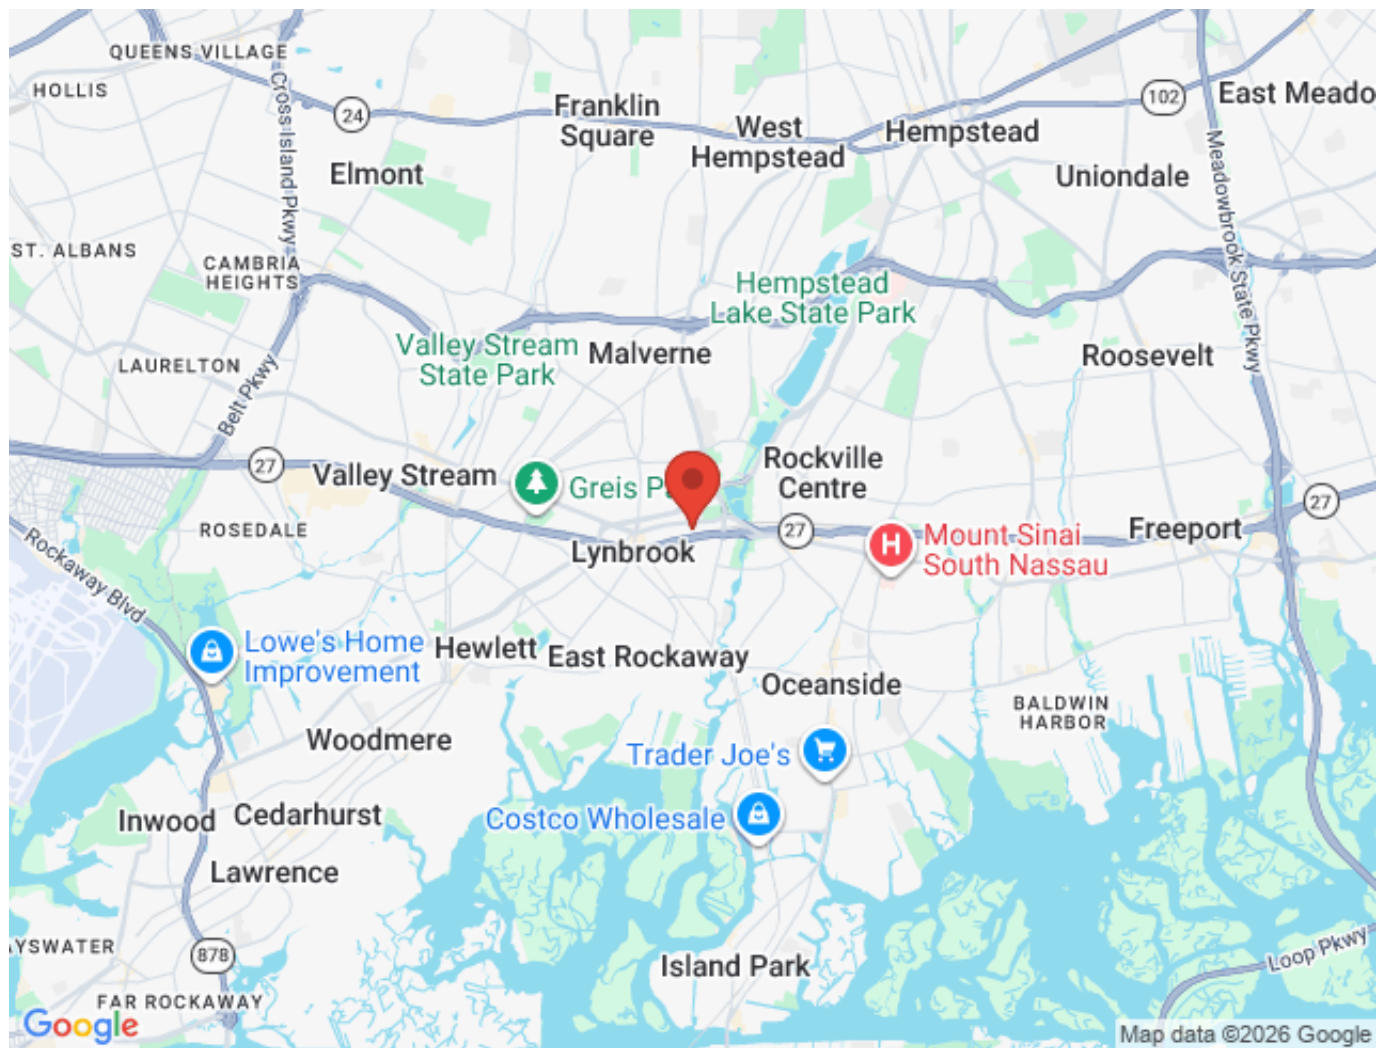 QUEENS VILLAGE
HOLLIS
Cross Island Pkwy
24
Franklin
Square
West
Hempstead
Hempstead
102
East Meado
Elmont
Uniondale
Meadowbrook State Pkwy
ST. ALBANS
CAMBRIA
HEIGHTS
Hempstead
Lake State Park
Valley Stream
State Park
Malverne
Roosevelt
LAURELTON
Belt Pkwy
27
Valley Stream
Greis P
Rockville
Centre
27
27
ROSEDALE
Lynbrook
Mount Sinai
South Nassau
Freeport
Rockaway Blvd
Lowe's Home
Improvement
Hewlett
East Rockaway
Oceanside
BALDWIN
HARBOR
Woodmere
Trader Joe's
Inwood
Cedarhurst
Costco Wholesale
Lawrence
AYSWATER
878
Island Park
Loop Pkwy
FAR ROCKAWAY
Google
Map data ©2026 Google